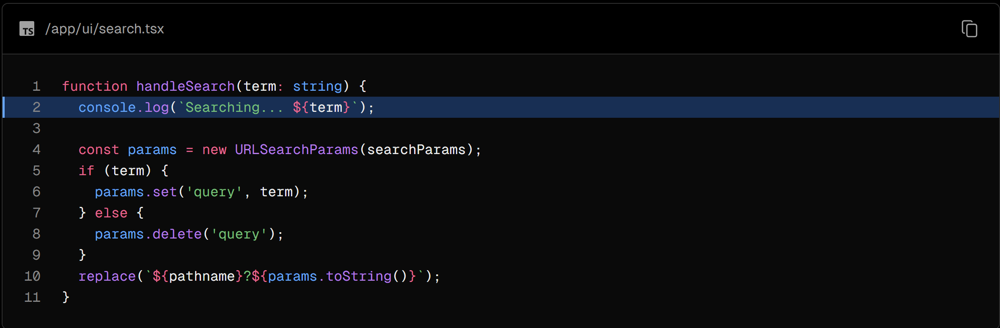 TS /app/ui/search.tsx
1 function handleSearch(term: string) {
2   console.log(`Searching... ${term}`);
3
4   const params = new URLSearchParams(searchParams);
5   if (term) {
6     params.set('query', term);
7   } else {
8     params.delete('query');
9   }
10   replace(`${pathname}?${params.toString()}`);
11 }